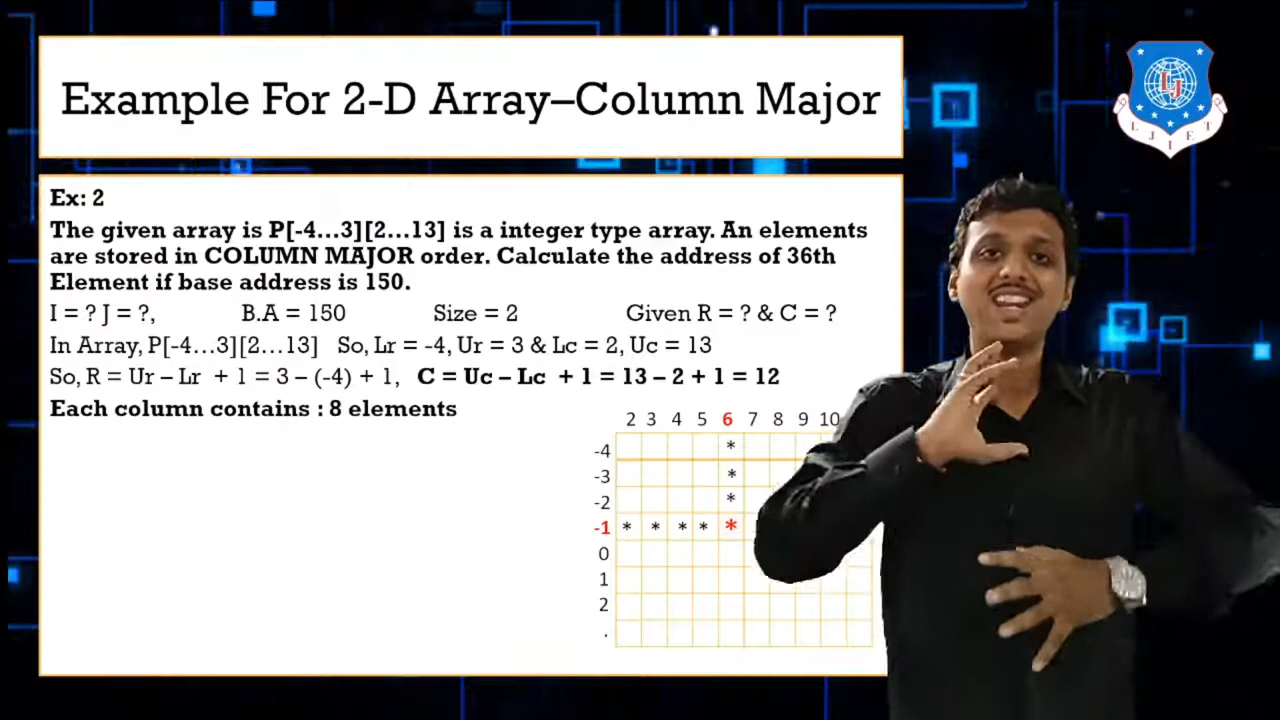 Example For 2-D Array–Column Major
LJIET
Ex: 2
The given array is P[-4…3][2…13] is a integer type array. An elements
are stored in COLUMN MAJOR order. Calculate the address of 36th
Element if base address is 150.
I = ? J = ?, B.A = 150 Size = 2 Given R = ? & C = ?
In Array, P[-4…3][2…13] So, Lr = -4, Ur = 3 & Lc = 2, Uc = 13
So, R = Ur – Lr + 1 = 3 – (-4) + 1, C = Uc – Lc + 1 = 13 – 2 + 1 = 12
Each column contains : 8 elements
2 3 4 5 6 7 8 9 10
-4 *
-3 *
-2 *
-1 * * * * *
0
1
2
.